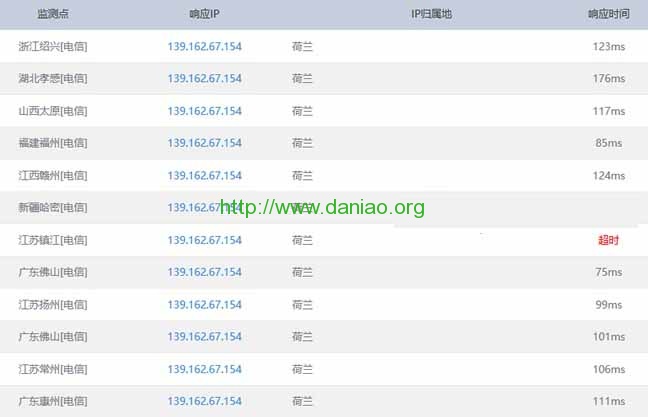 监测点 响应IP IP归属地 响应时间
浙江绍兴[电信] 139.162.67.154 荷兰 123ms
湖北孝感[电信] 139.162.67.154 荷兰 176ms
山西太原[电信] 139.162.67.154 荷兰 117ms
福建福州[电信] 139.162.67.154 荷兰 85ms
江西赣州[电信] 139.162.67.154 荷兰 124ms
新疆哈密[电信] 139.162.67.154 荷兰
http://www.daniao.org
江苏镇江[电信] 139.162.67.154 荷兰 超时
广东佛山[电信] 139.162.67.154 荷兰 75ms
江苏扬州[电信] 139.162.67.154 荷兰 99ms
广东佛山[电信] 139.162.67.154 荷兰 101ms
江苏常州[电信] 139.162.67.154 荷兰 106ms
广东惠州[电信] 139.162.67.154 荷兰 111ms